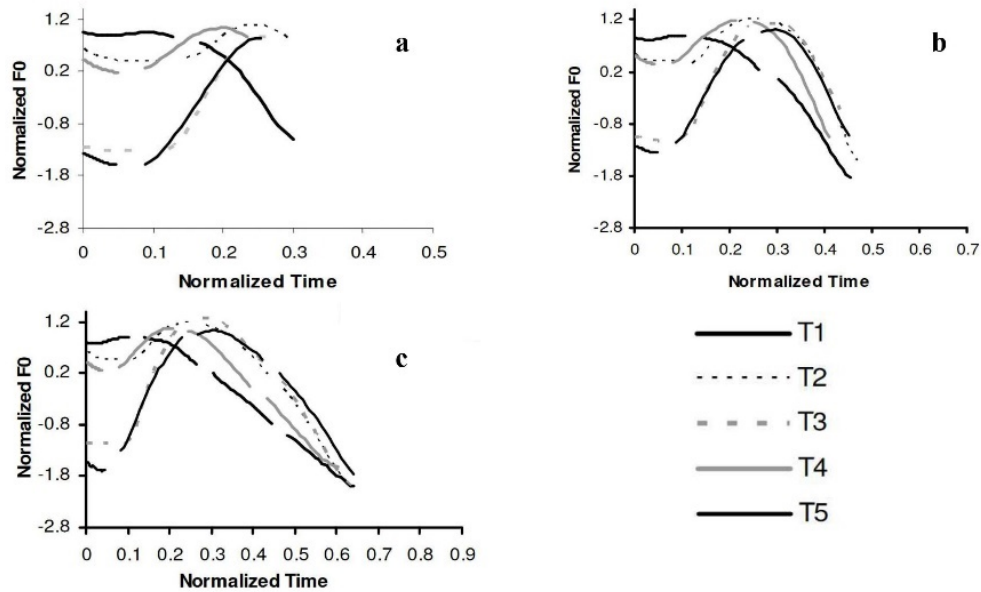 1.2
0.2
-0.8
-1.8
-2.8
Normalized F0
0 0.1 0.2 0.3 0.4 0.5
Normalized Time
a
1.2
0.2
-0.8
-1.8
-2.8
Normalized F0
0 0.1 0.2 0.3 0.4 0.5 0.6 0.7
Normalized Time
b
1.2
0.2
-0.8
-1.8
-2.8
Normalized F0
0 0.1 0.2 0.3 0.4 0.5 0.6 0.7 0.8 0.9
Normalized Time
c
T1
T2
T3
T4
T5